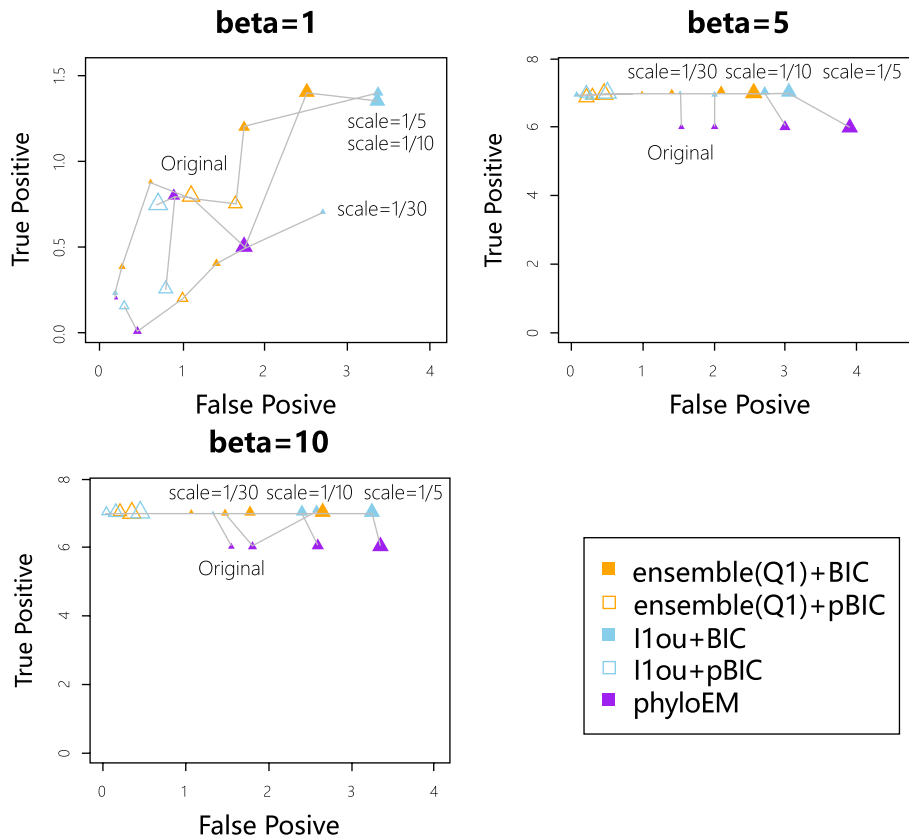 beta=1
True Positive
1.5
1.0
0.5
0.0
Original
scale=1/5
scale=1/10
scale=1/30
0 1 2 3 4
False Posive
beta=5
True Positive
8
6
4
2
0
scale=1/30 scale=1/10 scale=1/5
Original
0 1 2 3 4
False Posive
beta=10
True Positive
8
6
4
2
0
scale=1/30 scale=1/10 scale=1/5
Original
0 1 2 3 4
False Posive
ensemble(Q1)+BIC
ensemble(Q1)+pBIC
l1ou+BIC
l1ou+pBIC
phyloEM